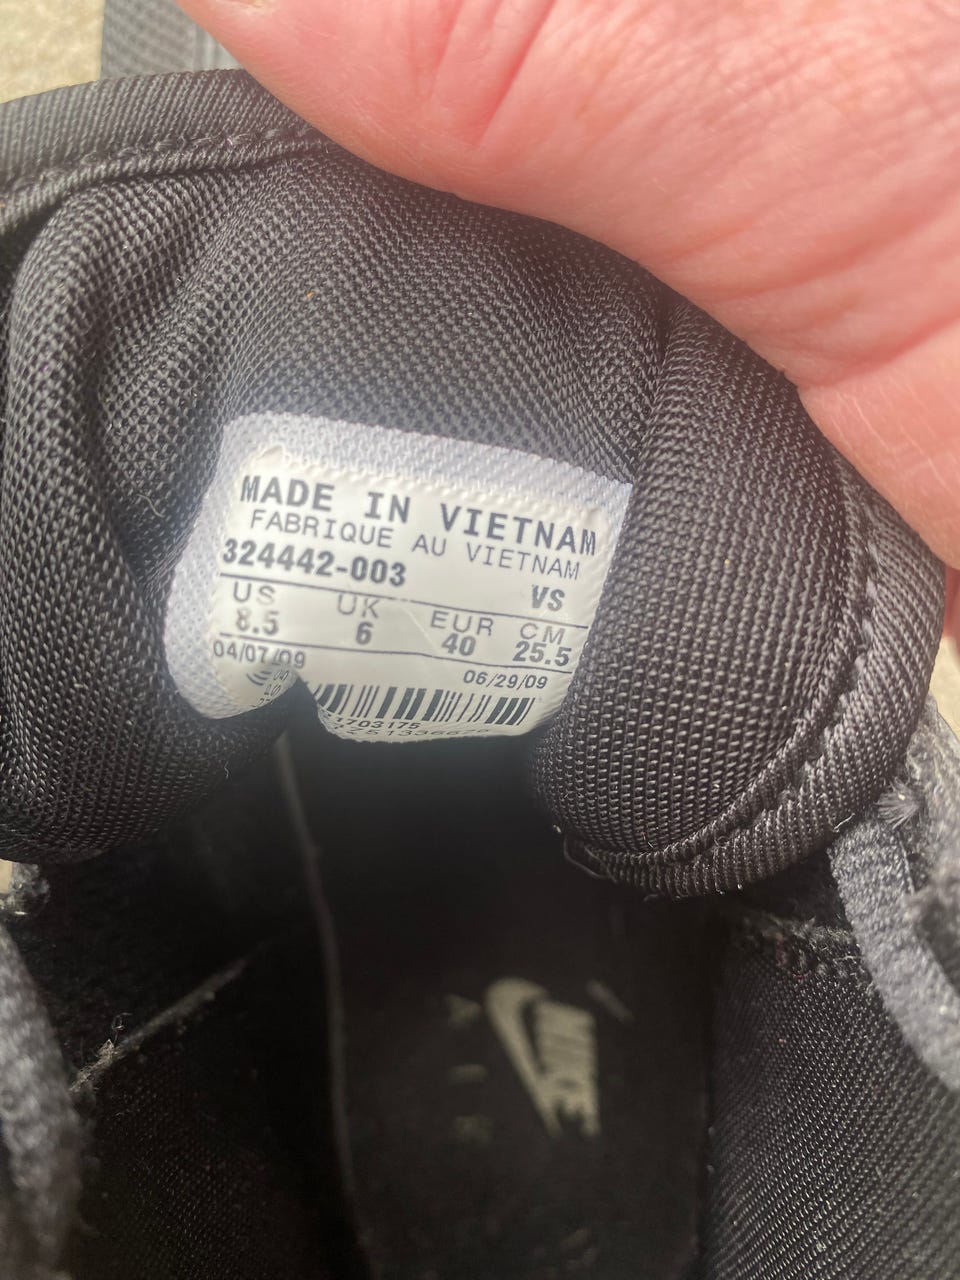 MADE IN VIETNAM
FABRIQUE AU VIETNAM
324442-003 VS
US UK EUR CM
8.5 6 40 25.5
04/07/09 06/29/09
NIKE
AIR